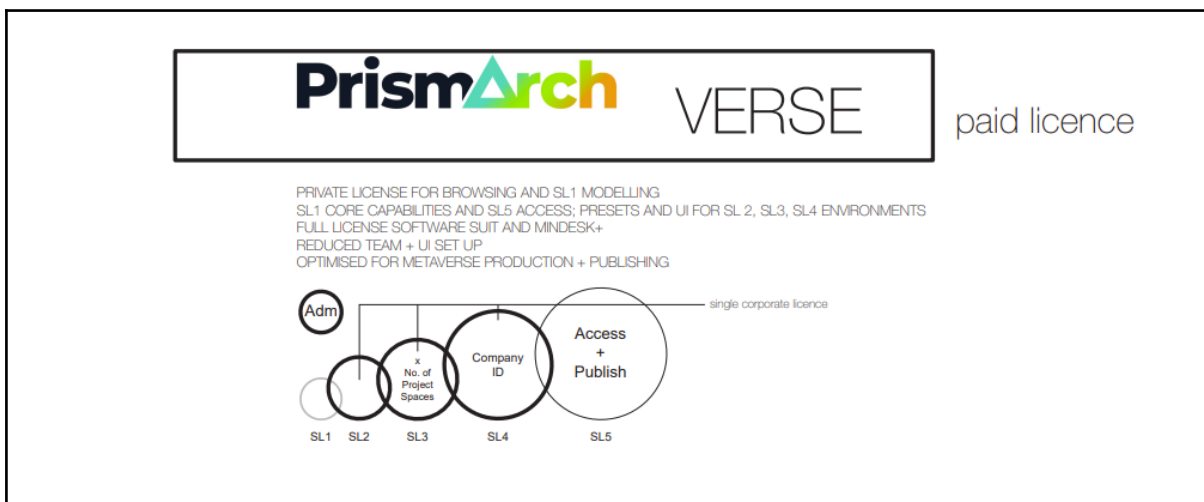 PrismArch VERSE paid licence
PRIVATE LICENSE FOR BROWSING AND SL1 MODELLING
SL1 CORE CAPABILITIES AND SL5 ACCESS; PRESETS AND UI FOR SL 2, SL3, SL4 ENVIRONMENTS
FULL LICENSE SOFTWARE SUIT AND MINDESK+
REDUCED TEAM + UI SET UP
OPTIMISED FOR METAVERSE PRODUCTION + PUBLISHING
single corporate licence
Adm
x
No. of
Project
Spaces
Company
ID
Access
+
Publish
SL1 SL2 SL3 SL4 SL5